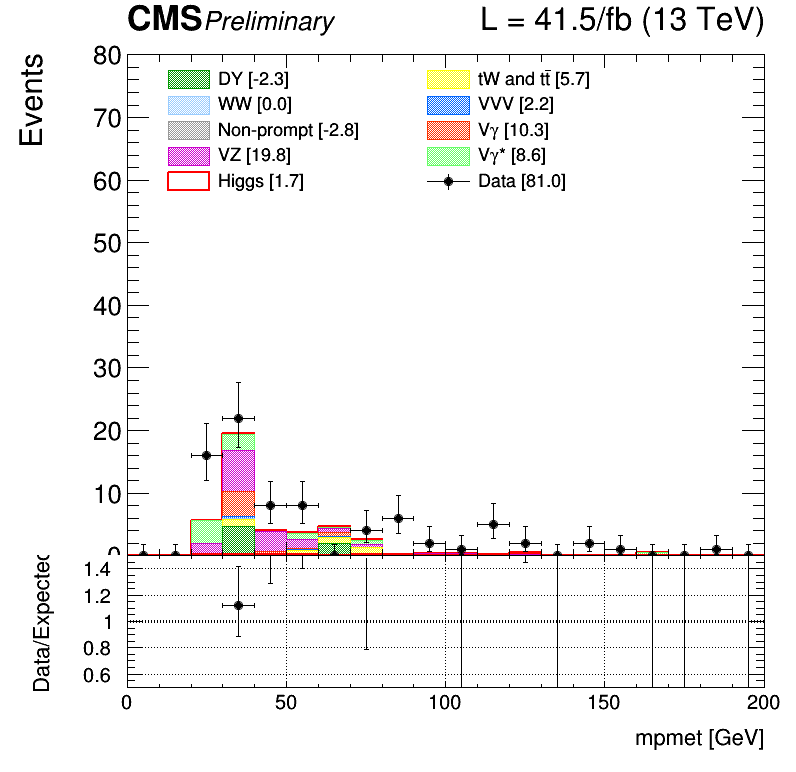 CMS Preliminary L = 41.5/fb (13 TeV)
Events
80
70
60
50
40
30
20
10
0
DY [-2.3]
WW [0.0]
Non-prompt [-2.8]
VZ [19.8]
Higgs [1.7]
tW and tt̄ [5.7]
VVV [2.2]
Vγ [10.3]
Vγ* [8.6]
Data [81.0]
Data/Expected
1.4
1.2
1
0.8
0.6
0 50 100 150 200
mpmet [GeV]